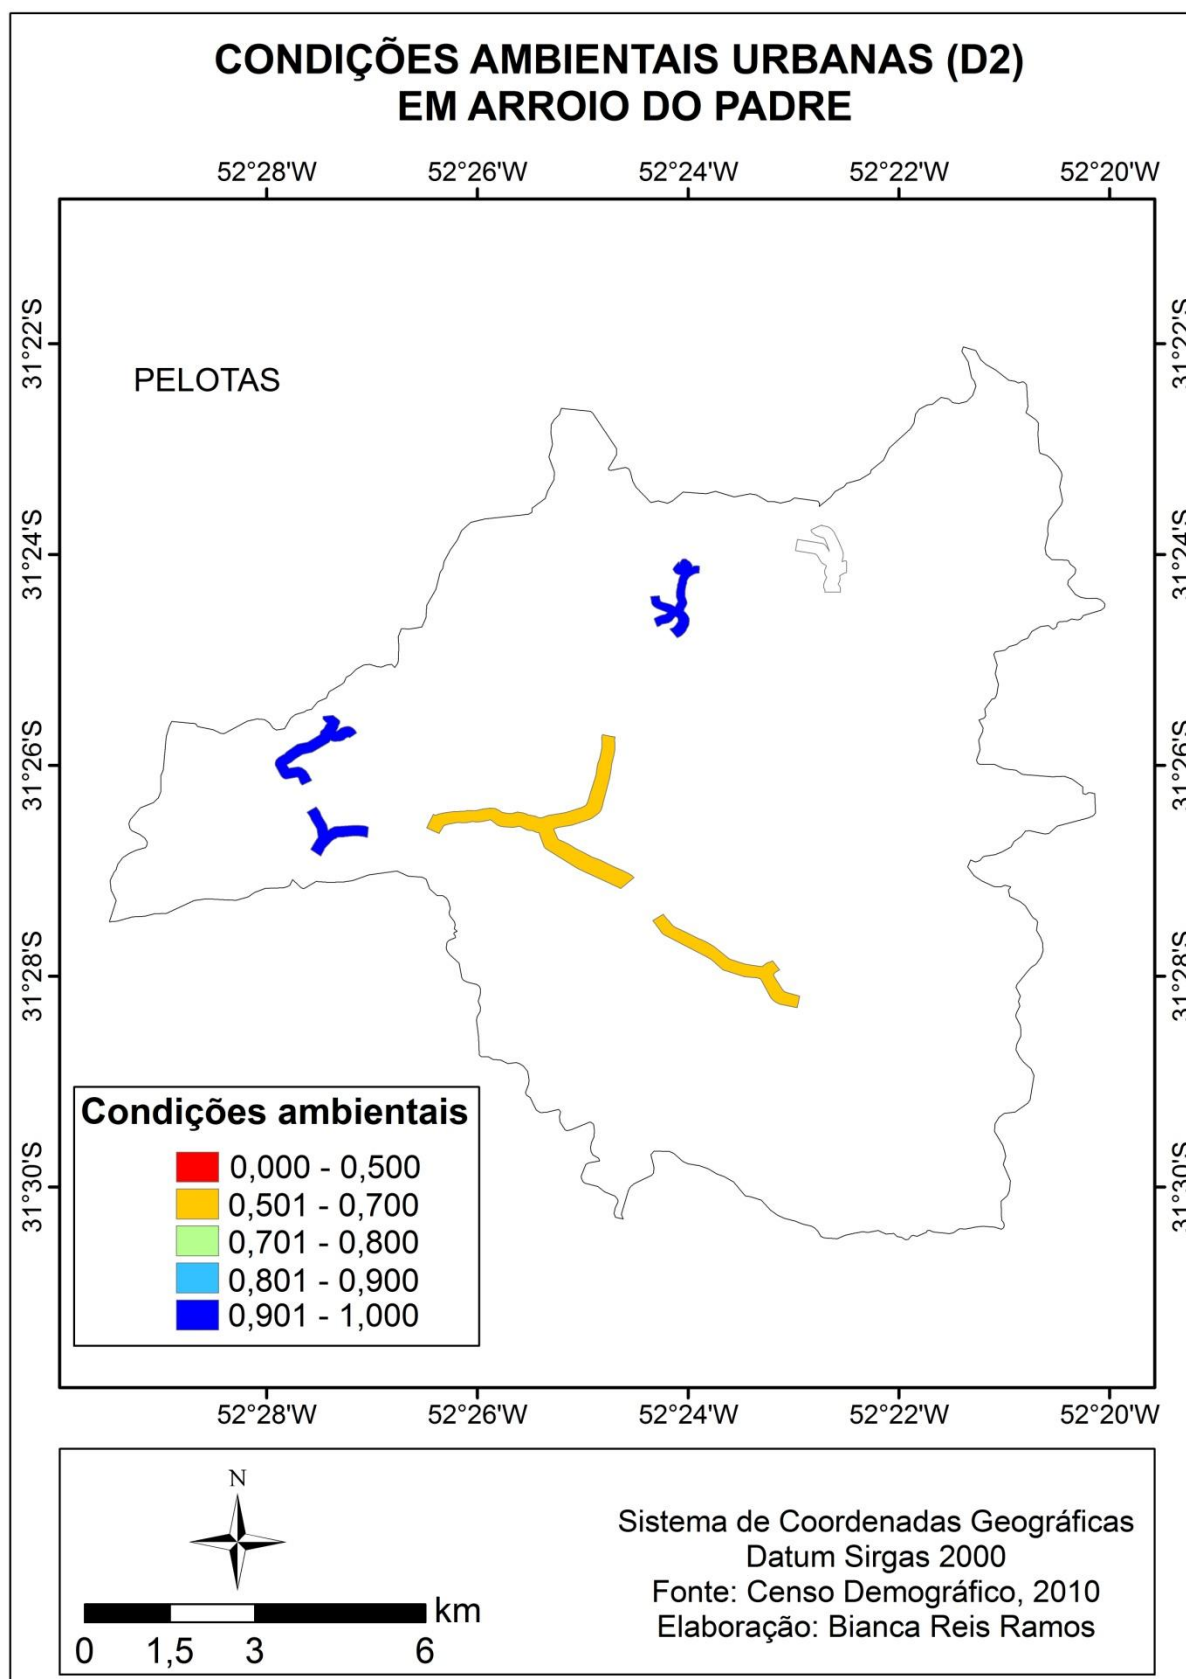 CONDIÇÕES AMBIENTAIS URBANAS (D2)
EM ARROIO DO PADRE
52°28'W 52°26'W 52°24'W 52°22'W 52°20'W
31°22'S 31°22'S
PELOTAS
31°24'S 31°24'S
31°26'S 31°26'S
31°28'S 31°28'S
31°30'S 31°30'S
Condições ambientais
0,000 - 0,500
0,501 - 0,700
0,701 - 0,800
0,801 - 0,900
0,901 - 1,000
52°28'W 52°26'W 52°24'W 52°22'W 52°20'W
N
km
0 1,5 3 6
Sistema de Coordenadas Geográficas
Datum Sirgas 2000
Fonte: Censo Demográfico, 2010
Elaboração: Bianca Reis Ramos